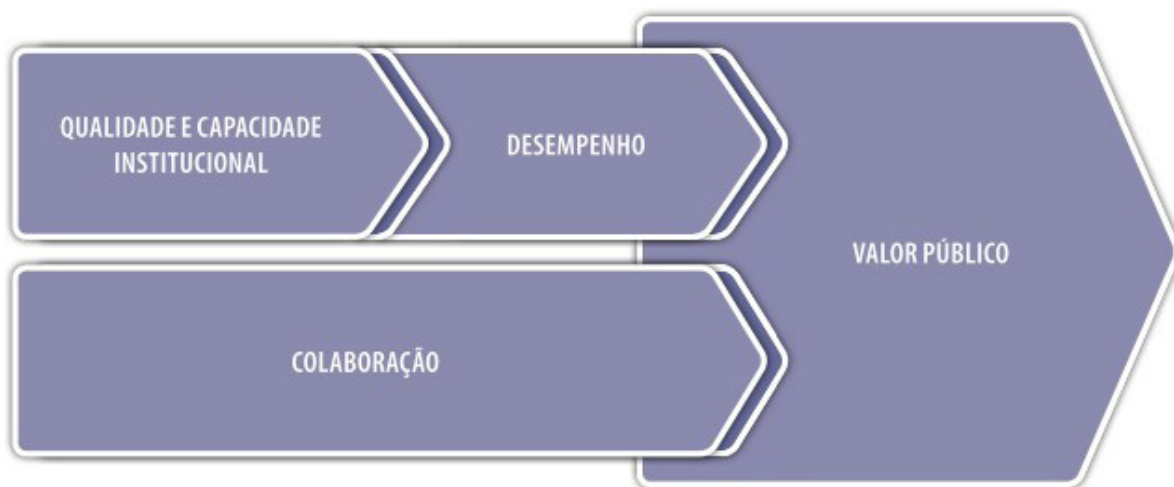 QUALIDADE E CAPACIDADE
INSTITUCIONAL
DESEMPENHO
VALOR PÚBLICO
COLABORAÇÃO